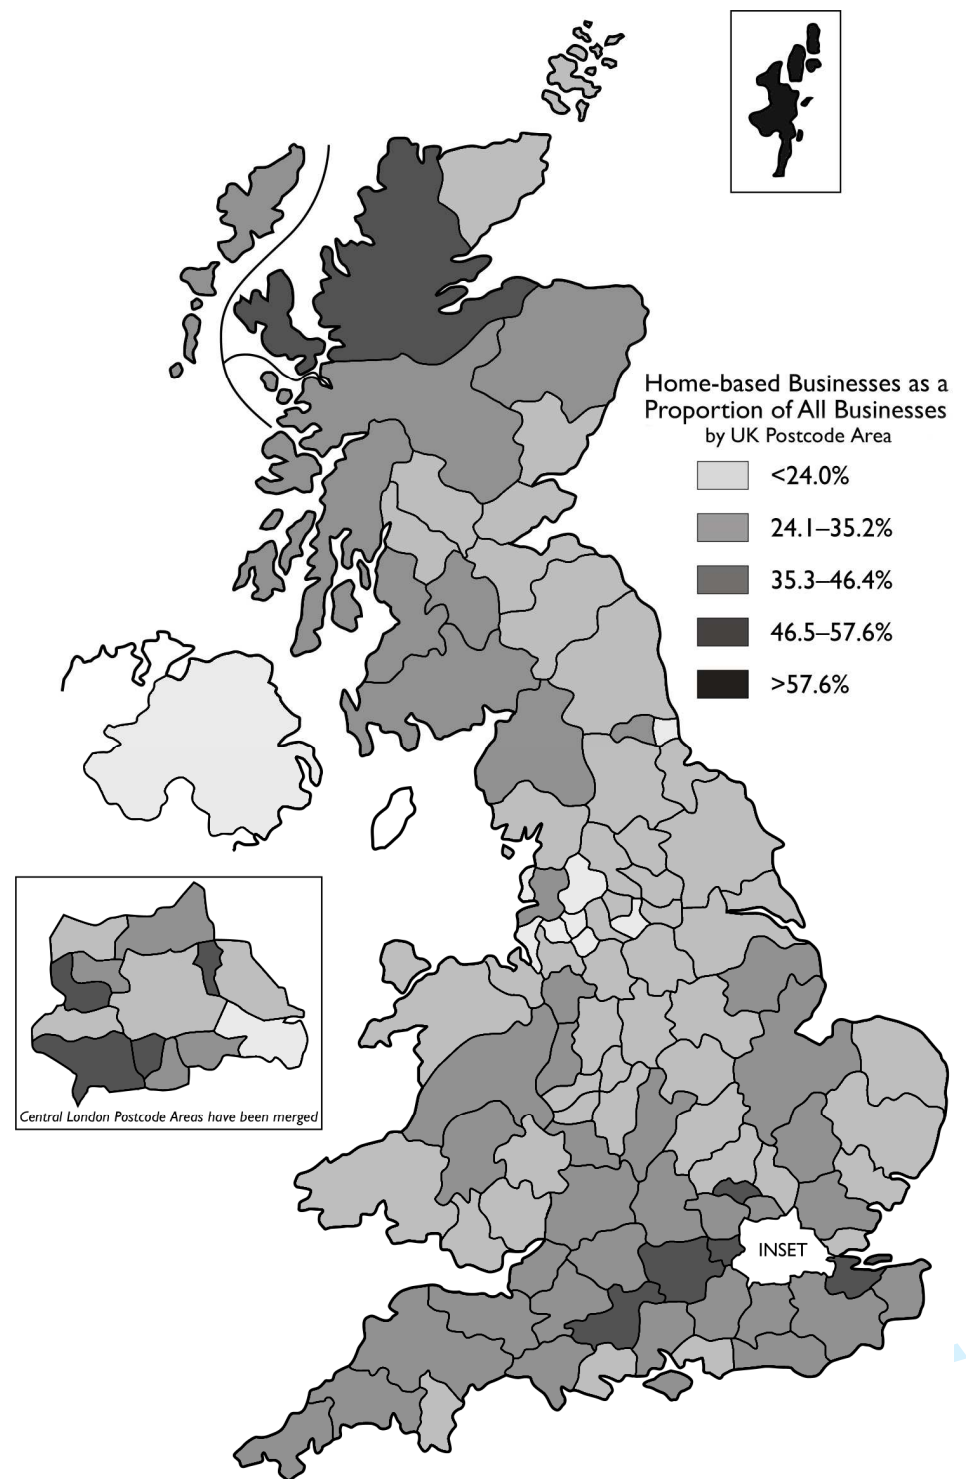 Home-based Businesses as a
Proportion of All Businesses
by UK Postcode Area
<24.0%
24.1–35.2%
35.3–46.4%
46.5–57.6%
>57.6%
Central London Postcode Areas have been merged
INSET